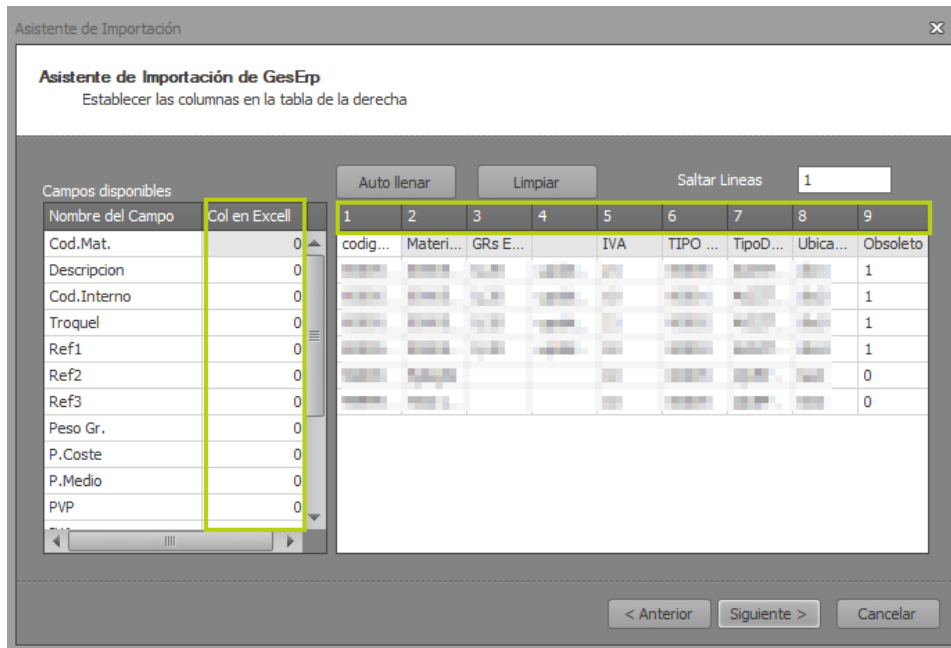 Asistente de Importación
Asistente de Importación de GesErp
Establecer las columnas en la tabla de la derecha
Campos disponibles
Auto llenar Limpiar Saltar Lineas 1
Nombre del Campo Col en Excell 1 2 3 4 5 6 7 8 9
Cod.Mat. 0 codig... Materi... GRs E... IVA TIPO ... TipoD... Ubica... Obsoleto
Descripcion 0 1
Cod.Interno 0 1
Troquel 0 1
Ref1 0 1
Ref2 0 0
Ref3 0 0
Peso Gr. 0
P.Coste 0
P.Medio 0
PVP 0
< Anterior Siguiente > Cancelar